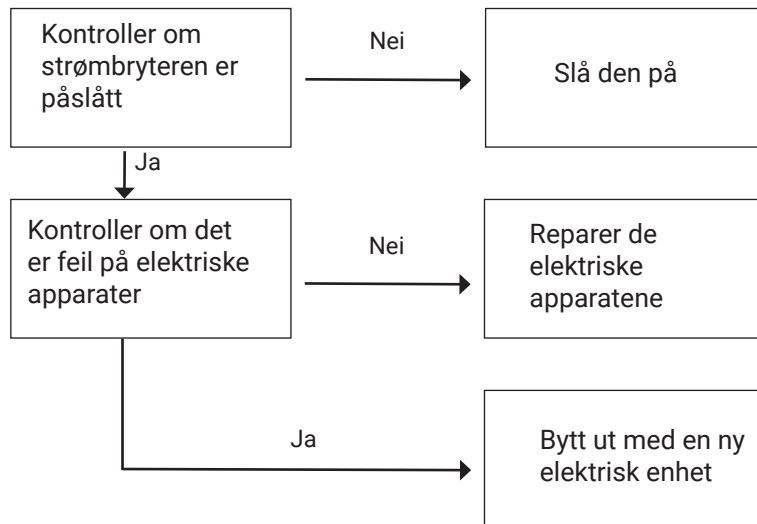 Kontroller om
strømbryteren er
påslått
Nei
Slå den på
Ja
Kontroller om det
er feil på elektriske
apparater
Nei
Reparer de
elektriske
apparatene
Ja
Bytt ut med en ny
elektrisk enhet